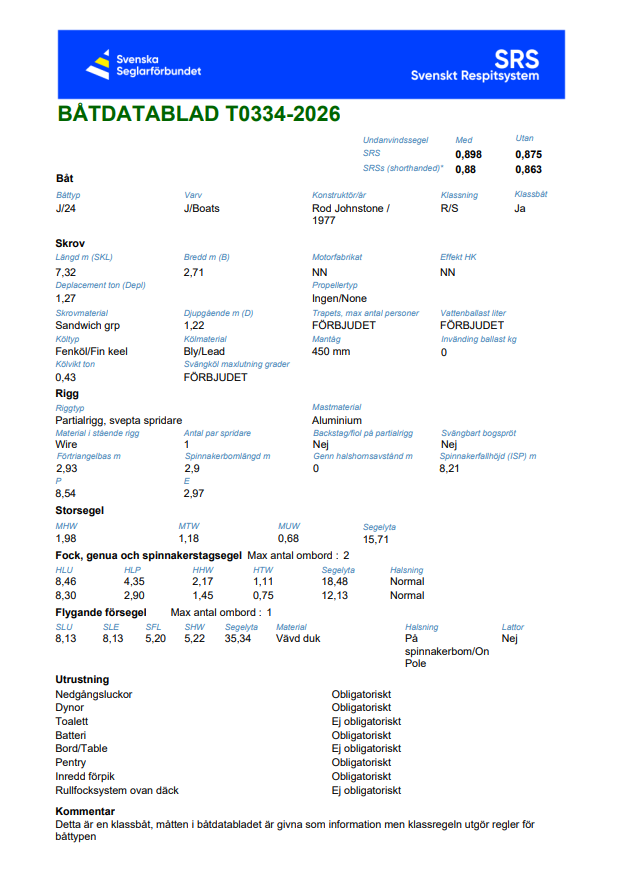 Svenska
Seglarförbundet
SRS
Svenskt Respitsystem
BÅTDATABLAD T0334-2026
Undanvindssegel Med Utan
SRS 0,898 0,875
SRSs (shorthanded)* 0,88 0,863
Båt
Båttyp Varv Konstruktör/år Klassning Klassbåt
J/24 J/Boats Rod Johnstone / R/S Ja
1977
Skrov
Längd m (SKL) Bredd m (B) Motorfabrikat Effekt HK
7,32 2,71 NN NN
Deplacement ton (Depl) Propellertyp
1,27 Ingen/None
Skrovmaterial Djupgående m (D) Trapets, max antal personer Vattenballast liter
Sandwich grp 1,22 FÖRBJUDET FÖRBJUDET
Költyp Kölmaterial Mantåg Invänding ballast kg
Fenköl/Fin keel Bly/Lead 450 mm 0
Kölvikt ton Svängköl maxlutning grader
0,43 FÖRBJUDET
Rigg
Riggtyp Mastmaterial
Partialrigg, svepta spridare Aluminium
Material i stående rigg Antal par spridare Backstag/fiol på partialrigg Svängbart bogspröt
Wire 1 Nej Nej
Förtriangelbas m Spinnakerbomlängd m Genn halshornsavstånd m Spinnakerfallhöjd (ISP) m
2,93 2,9 0 8,21
P E
8,54 2,97
Storsegel
MHW MTW MUW Segelyta
1,98 1,18 0,68 15,71
Fock, genua och spinnakerstagsegel Max antal ombord : 2
HLU HLP HHW HTW Segelyta Halsning
8,46 4,35 2,17 1,11 18,48 Normal
8,30 2,90 1,45 0,75 12,13 Normal
Flygande försegel Max antal ombord : 1
SLU SLE SFL SHW Segelyta Material Halsning Lattor
8,13 8,13 5,20 5,22 35,34 Vävd duk På Nej
spinnakerbom/On
Pole
Utrustning
Nedgångsluckor Obligatoriskt
Dynor Obligatoriskt
Toalett Ej obligatoriskt
Batteri Obligatoriskt
Bord/Table Ej obligatoriskt
Pentry Obligatoriskt
Inredd förpik Obligatoriskt
Rullfocksystem ovan däck Ej obligatoriskt
Kommentar
Detta är en klassbåt, måtten i båtdatabladet är givna som information men klassregeln utgör regler för
båttypen